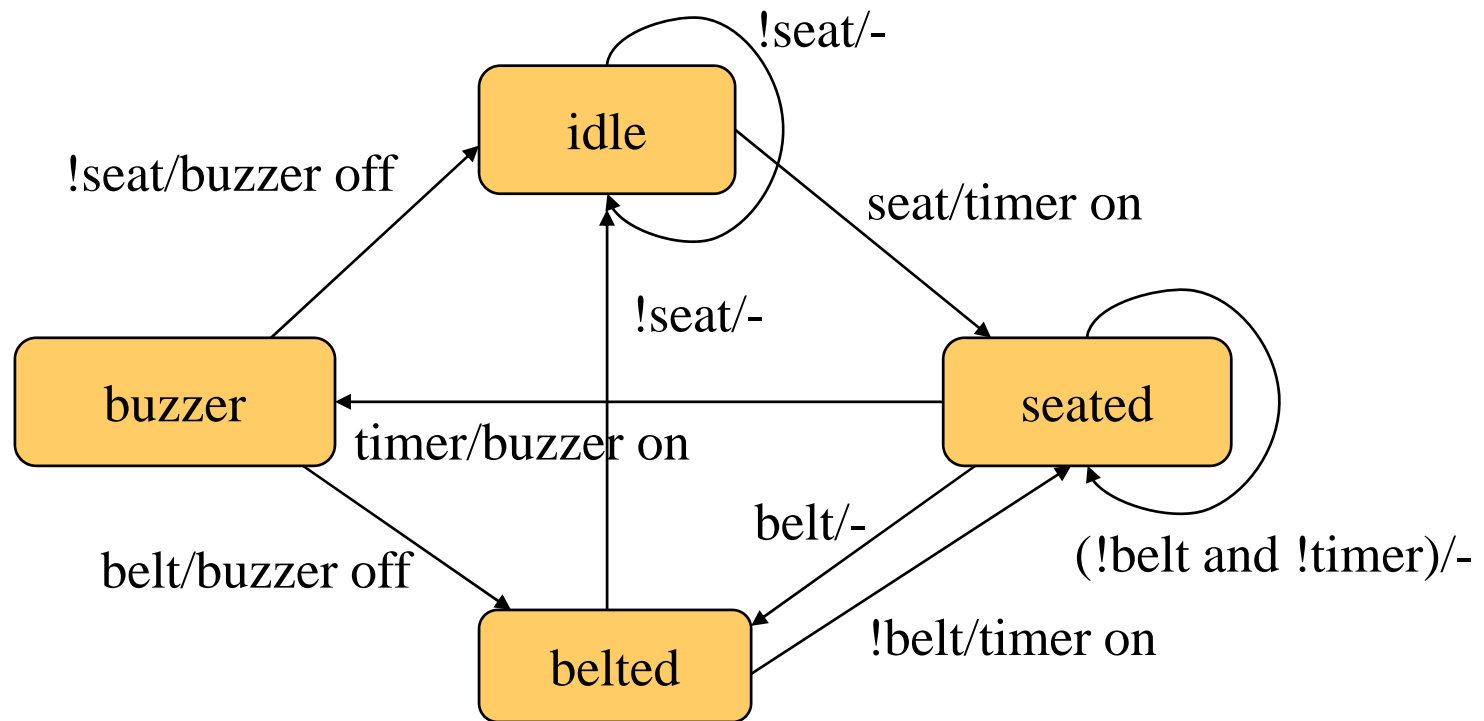 !seat/-
idle
!seat/buzzer off
seat/timer on
!seat/-
buzzer
seated
timer/buzzer on
belt/-
(!belt and !timer)/-
belt/buzzer off
!belt/timer on
belted